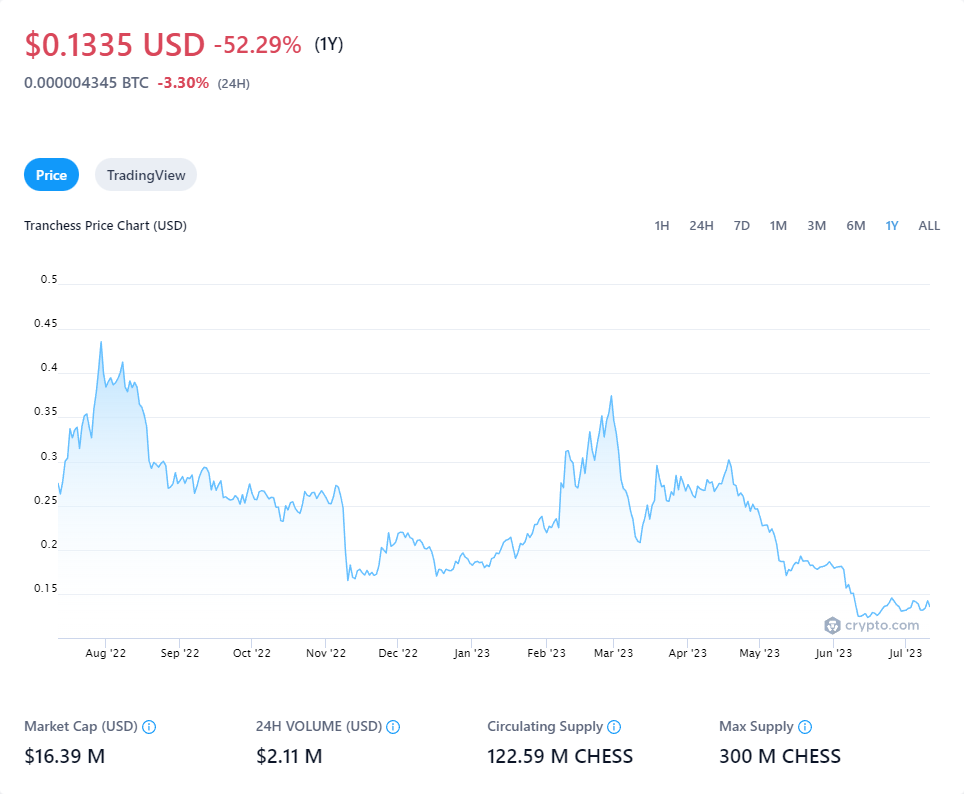 $0.1335 USD -52.29% (1Y)
0.000004345 BTC -3.30% (24H)
Price TradingView
Tranchess Price Chart (USD) 1H 24H 7D 1M 3M 6M 1Y ALL
0.5
0.45
0.4
0.35
0.3
0.25
0.2
0.15
crypto.com
Aug '22 Sep '22 Oct '22 Nov '22 Dec '22 Jan '23 Feb '23 Mar '23 Apr '23 May '23 Jun '23 Jul '23
Market Cap (USD) 24H VOLUME (USD) Circulating Supply Max Supply
$16.39 M $2.11 M 122.59 M CHESS 300 M CHESS